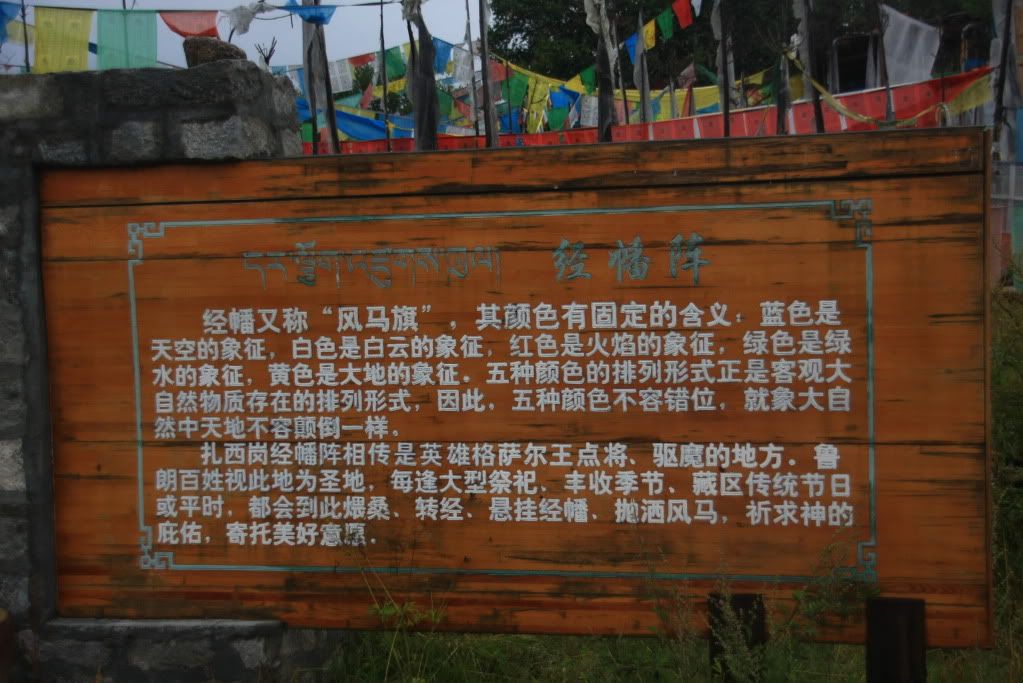 经幡阵
经幡又称“风马旗”，其颜色有固定的含义：蓝色是
天空的象征，白色是白云的象征，红色是火焰的象征，绿色是绿
水的象征，黄色是大地的象征．五种颜色的排列形式正是客观大
自然物质存在的排列形式，因此，五种颜色不容错位，就象大自
然中天地不容颠倒一样．
扎西岗经幡阵相传是英雄格萨尔王点将、驱魔的地方．鲁
朗百姓视此地为圣地，每逢大型祭祀、丰收季节、藏区传统节日
或平时，都会到此煨桑、转经、悬挂经幡、抛洒风马，祈求神的
庇佑，寄托美好意愿．